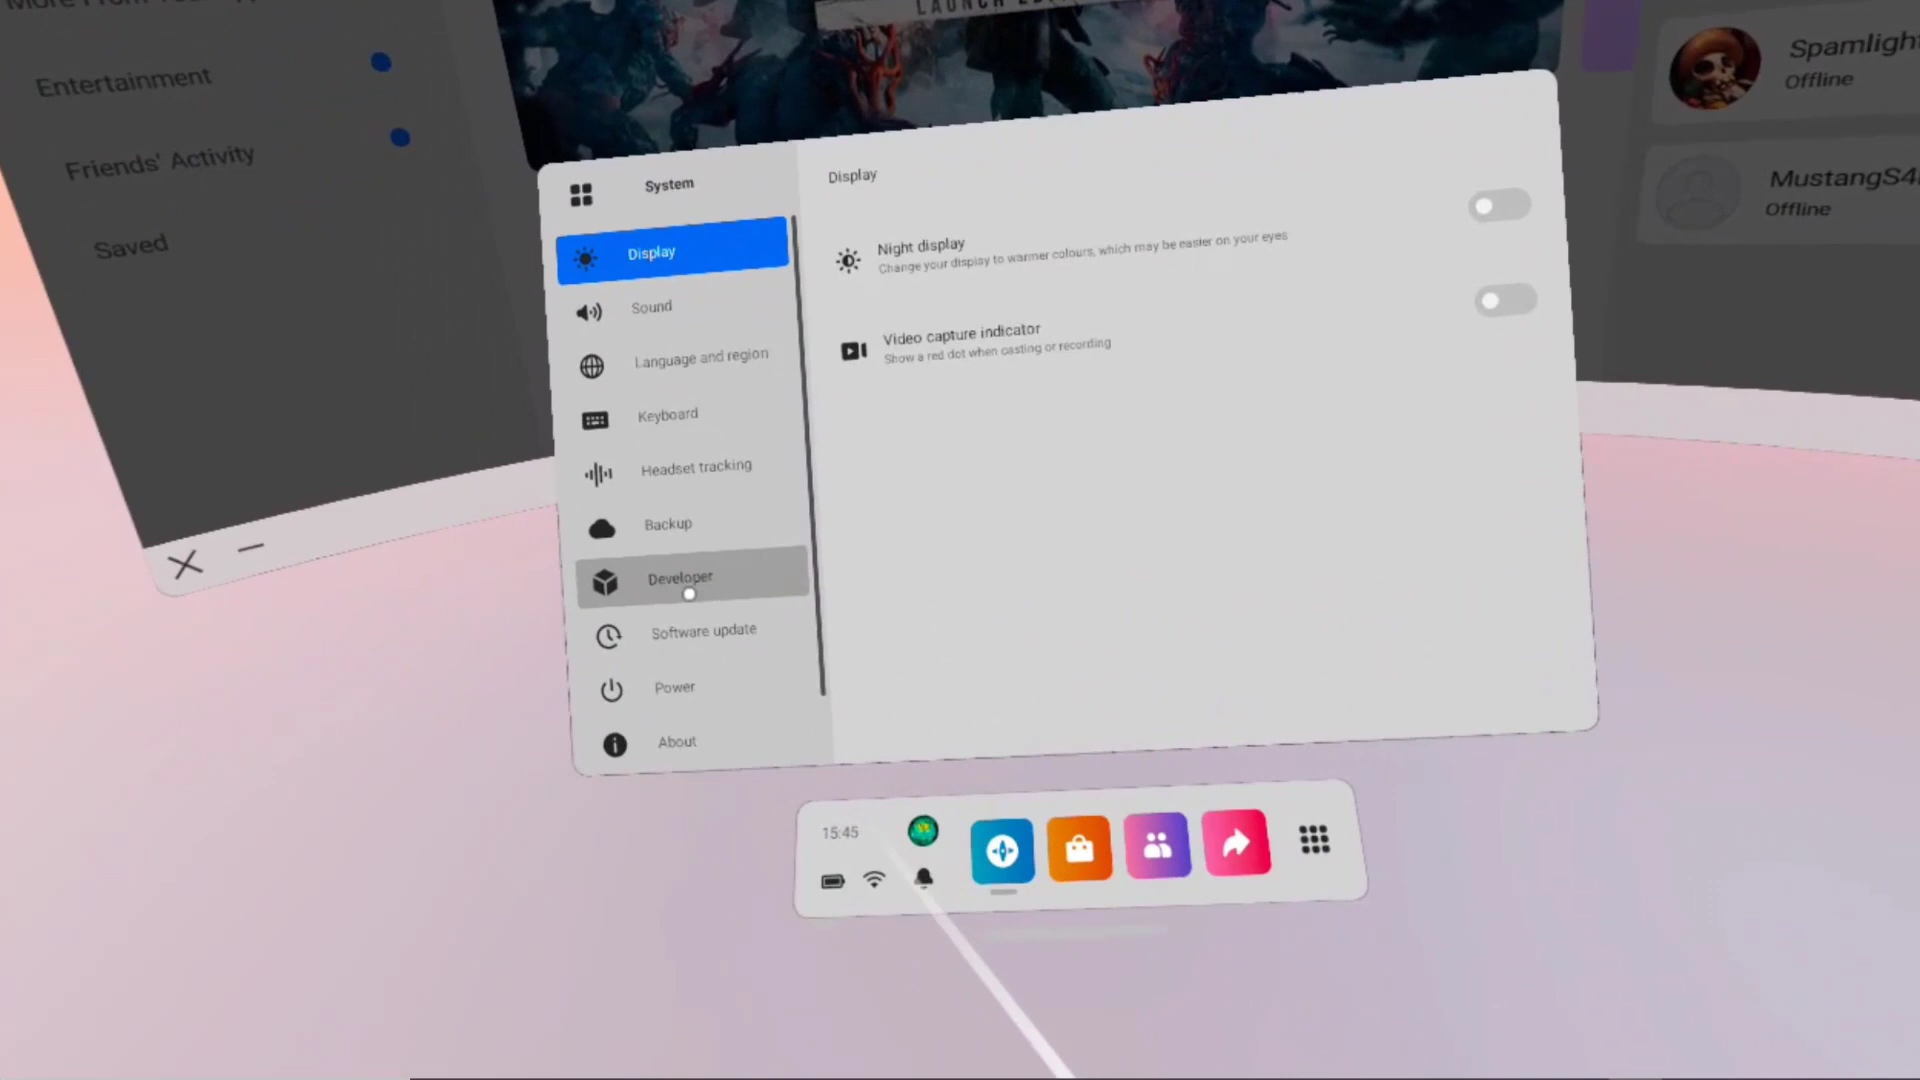 Entertainment
Friends' Activity
Saved
LAUNCH
Spamlight
Offline
Offline
System
Display
Sound
Language and region
Keyboard
Headset tracking
Backup
Developer
Software update
Power
About
Display
Night display
Change your display to warmer colours, which may be easier on your eyes
Video capture indicator
Show a red dot when casting or recording
15:45